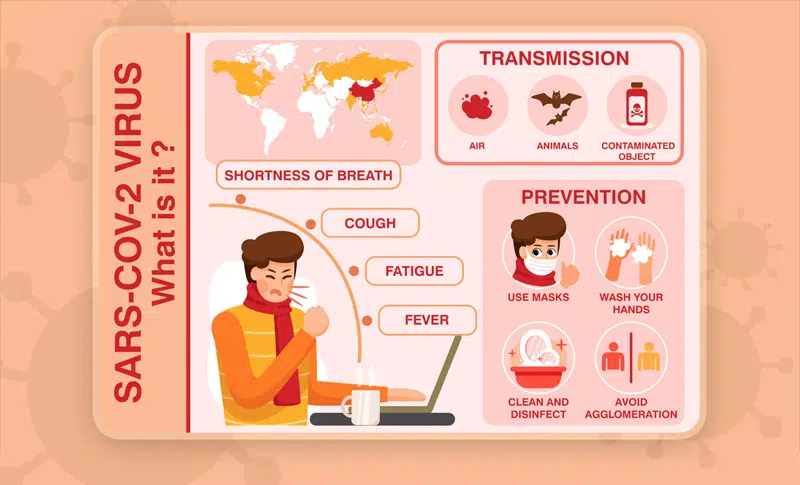 SARS-COV-2 VIRUS
What is it ?
TRANSMISSION
AIR
ANIMALS
CONTAMINATED
OBJECT
SHORTNESS OF BREATH
COUGH
FATIGUE
FEVER
PREVENTION
USE MASKS
WASH YOUR
HANDS
CLEAN AND
DISINFECT
AVOID
AGGLOMERATION